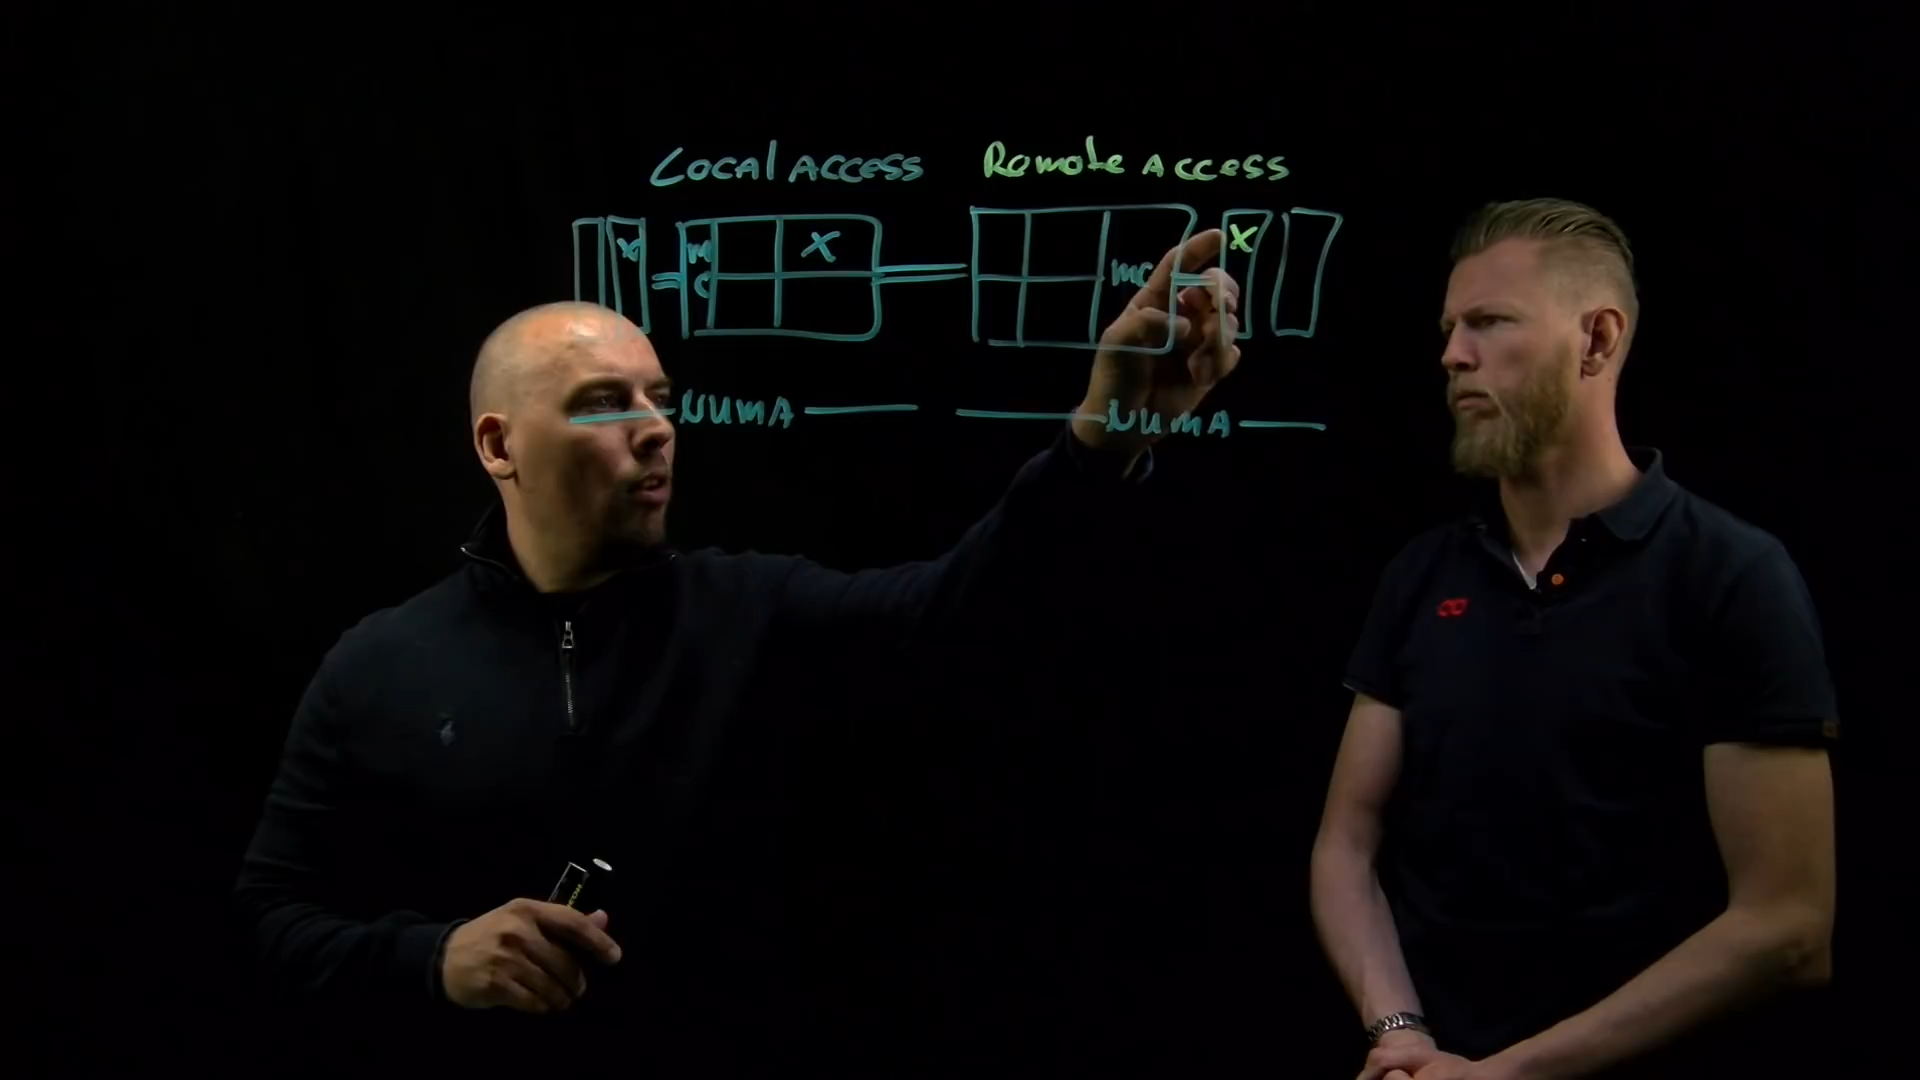 Local Access
Remote Access
X
M
C
X
MC
X
NUMA
NUMA